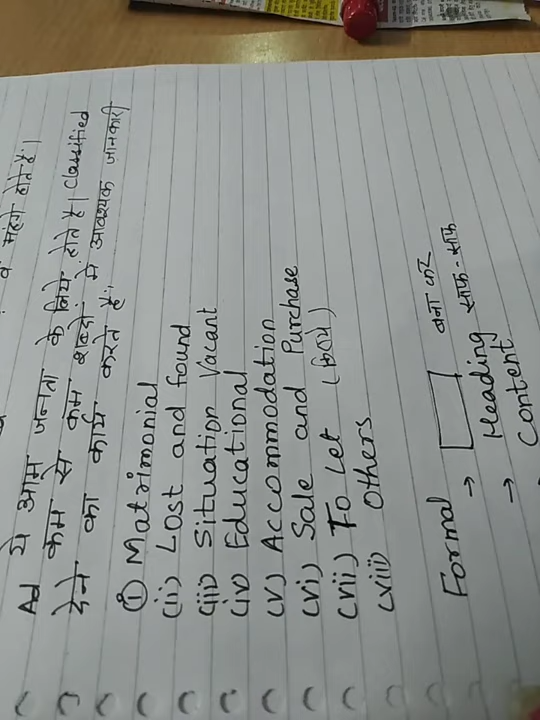 व महंगे होते है।
ये आम जनता के लिये होते है। Classified
Ad कम से कम शब्दो मे आवश्यक जानकारी
देने का कार्य करते है।
(i) Matrimonial
(ii) Lost and found
(iii) Situation Vacant
(iv) Educational
(v) Accommodation
(vi) Sale and Purchase
(vii) To Let (किराये)
(viii) Others
Format
→ बना कर
→ Heading साफ-साफ
→ Content